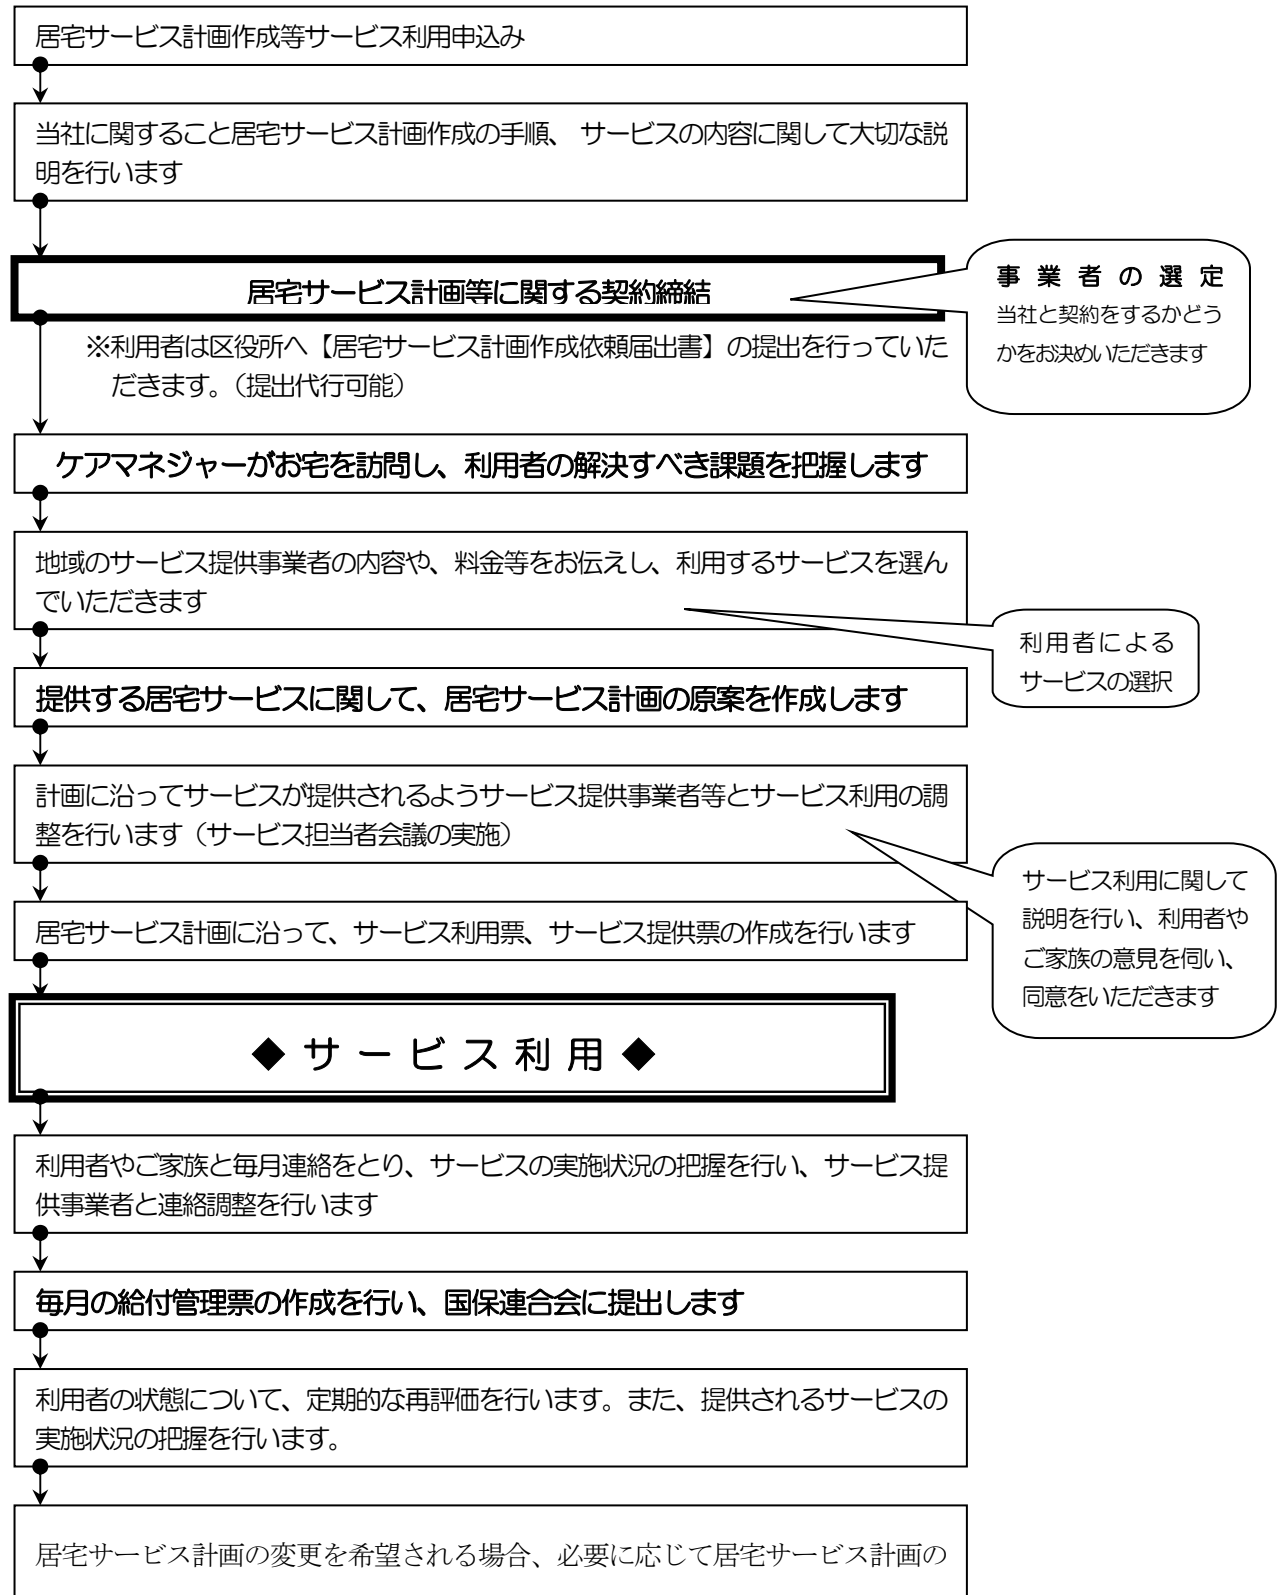 居宅サービス計画作成等サービス利用申込み
当社に関すること居宅サービス計画作成の手順、 サービスの内容に関して大切な説
明を行います
居宅サービス計画等に関する契約締結
事業者の選定
当社と契約をするかどう
かをお決めいただきます
※利用者は区役所へ【居宅サービス計画作成依頼届出書】の提出を行っていた
だきます。（提出代行可能）
ケアマネジャーがお宅を訪問し、利用者の解決すべき課題を把握します
地域のサービス提供事業者の内容や、料金等をお伝えし、利用するサービスを選ん
でいただきます
利用者による
サービスの選択
提供する居宅サービスに関して、居宅サービス計画の原案を作成します
計画に沿ってサービスが提供されるようサービス提供事業者等とサービス利用の調
整を行います（サービス担当者会議の実施）
サービス利用に関して
説明を行い、利用者や
ご家族の意見を伺い、
同意をいただきます
居宅サービス計画に沿って、サービス利用票、サービス提供票の作成を行います
◆サービス利用◆
利用者やご家族と毎月連絡をとり、サービスの実施状況の把握を行い、サービス提
供事業者と連絡調整を行います
毎月の給付管理票の作成を行い、国保連合会に提出します
利用者の状態について、定期的な再評価を行います。また、提供されるサービスの
実施状況の把握を行います。
居宅サービス計画の変更を希望される場合、必要に応じて居宅サービス計画の